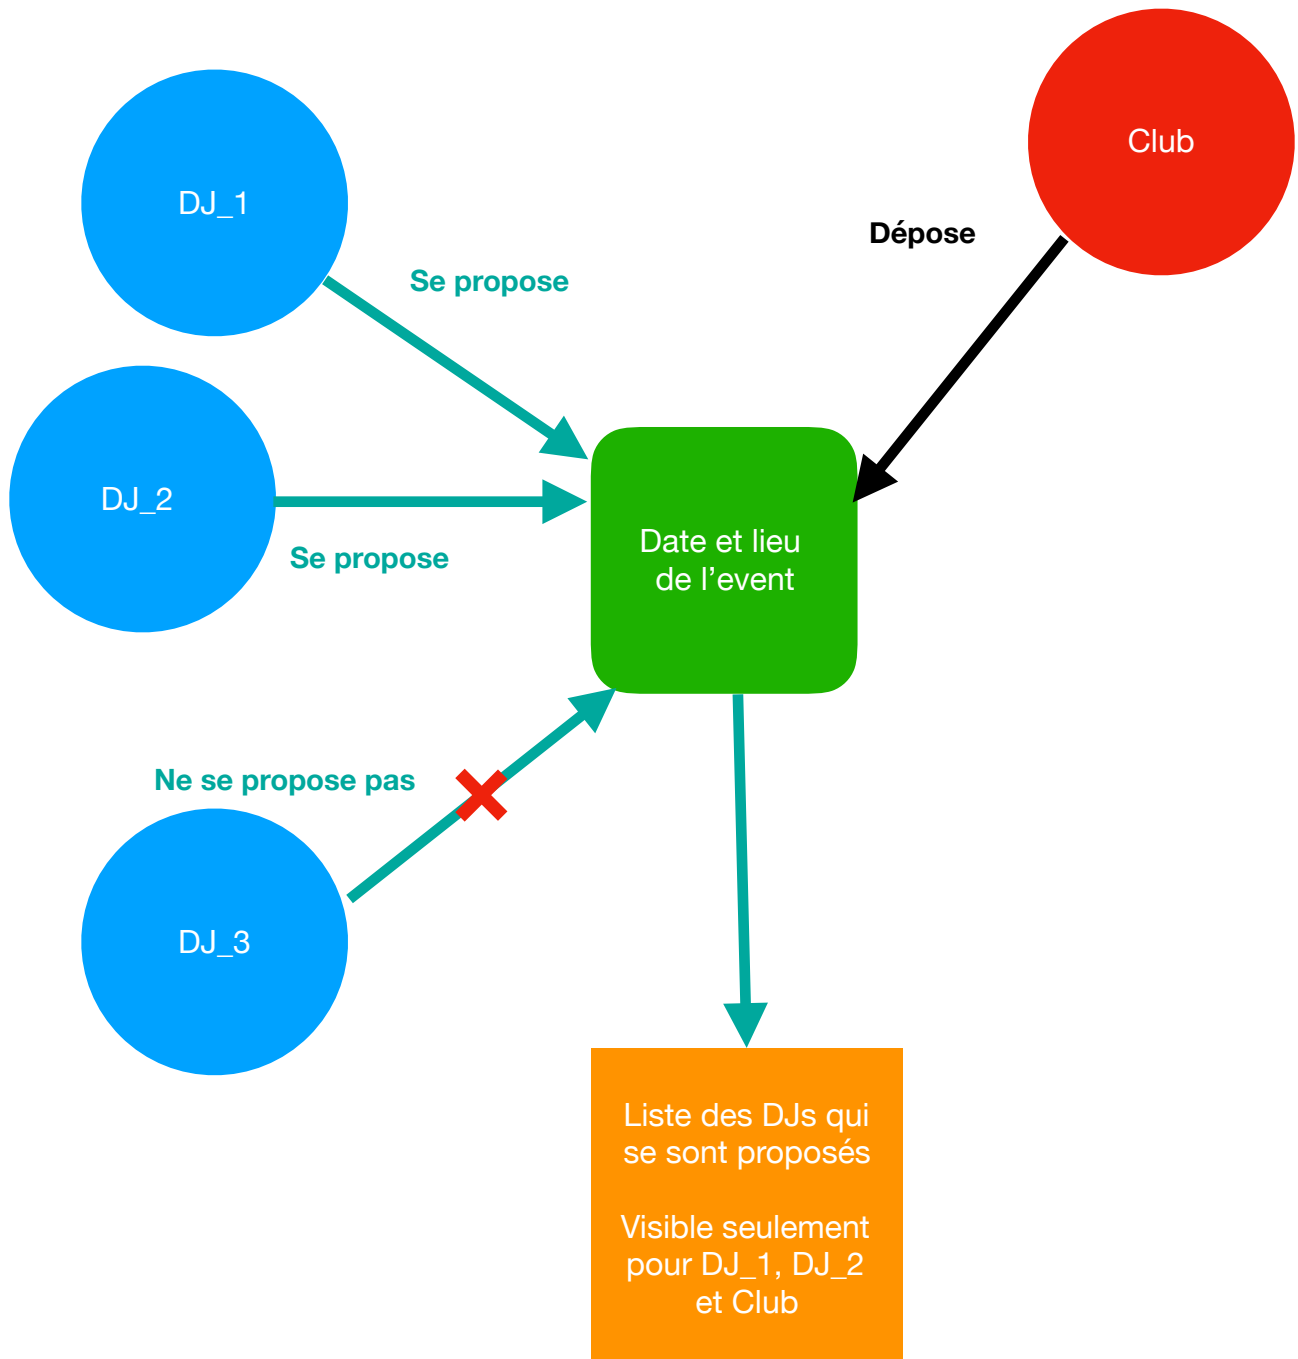 Club
DJ_1
Dépose
Se propose
DJ_2
Se propose
Date et lieu
de l’event
Ne se propose pas
DJ_3
Liste des DJs qui
se sont proposés
Visible seulement
pour DJ_1, DJ_2
et Club